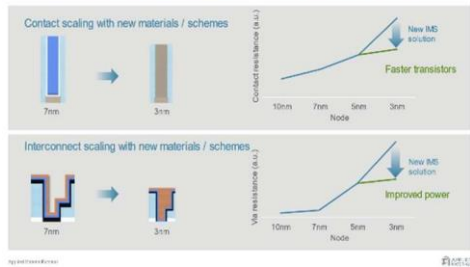 Contact scaling with new materials / schemes
7nm
3nm
Contact resistance (a.u.)
New IMS
solution
Faster transistors
10nm
7nm
5nm
3nm
Node
Interconnect scaling with new materials / schemes
7nm
3nm
Via resistance (a.u.)
New IMS
solution
Improved power
10nm
7nm
5nm
3nm
Node